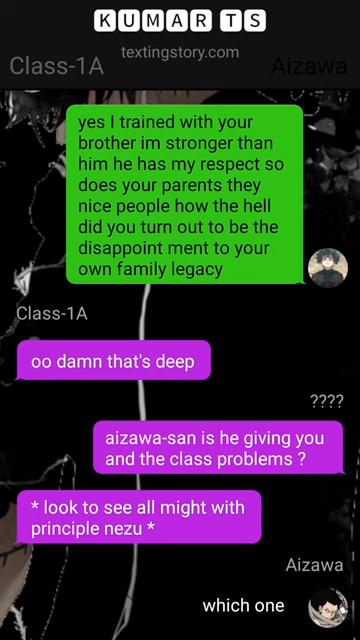 KUMAR TS
textingstory.com
Class-1A
Aizawa
yes I trained with your
brother im stronger than
him he has my respect so
does your parents they
nice people how the hell
did you turn out to be the
disappoint ment to your
own family legacy
Class-1A
oo damn that's deep
????
aizawa-san is he giving you
and the class problems ?
* look to see all might with
principle nezu *
Aizawa
which one